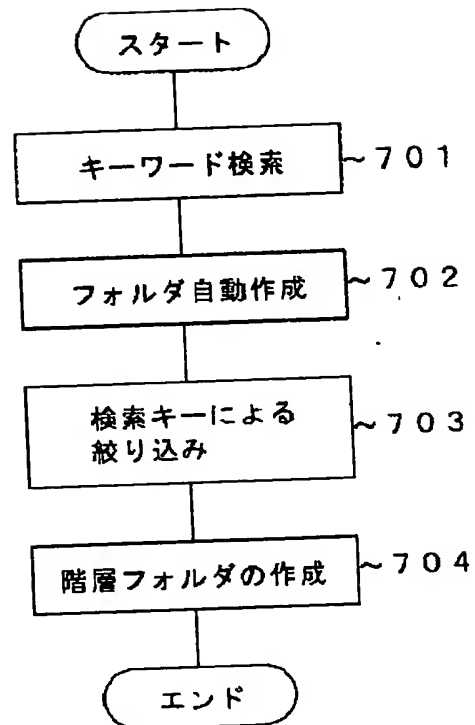 スタート
キーワード検索 ~701
フォルダ自動作成 ~702
検索キーによる
絞り込み ~703
階層フォルダの作成 ~704
エンド